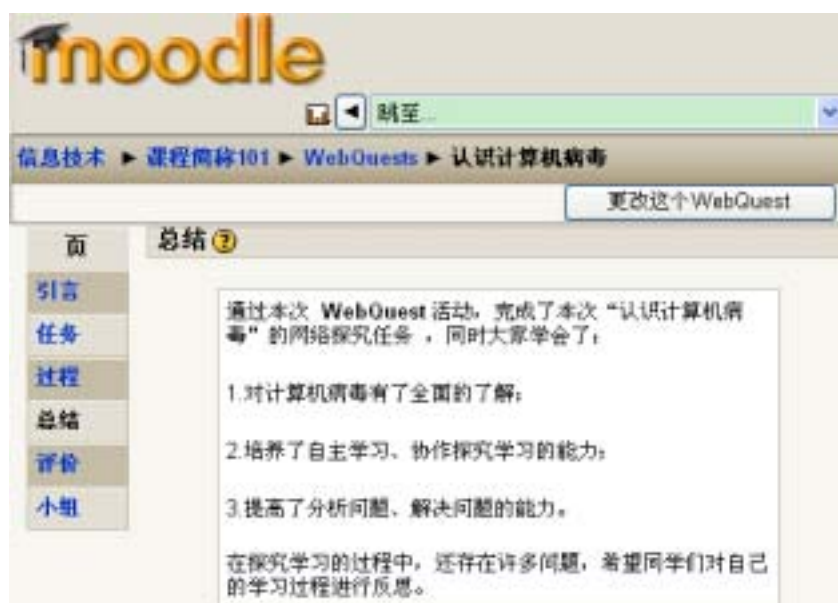 moodle
跳至...
信息技术 ► 课程简称101 ► WebQuests ► 认识计算机病毒
更改这个WebQuest
页
总结
引言
任务
过程
总结
评价
小组
通过本次 WebQuest 活动，完成了本次“认识计算机病
毒”的网络探究任务 ，同时大家学会了：
1.对计算机病毒有了全面的了解；
2.培养了自主学习、协作探究学习的能力；
3.提高了分析问题、解决问题的能力。
在探究学习的过程中，还存在许多问题，希望同学们对自己
的学习过程进行反思。